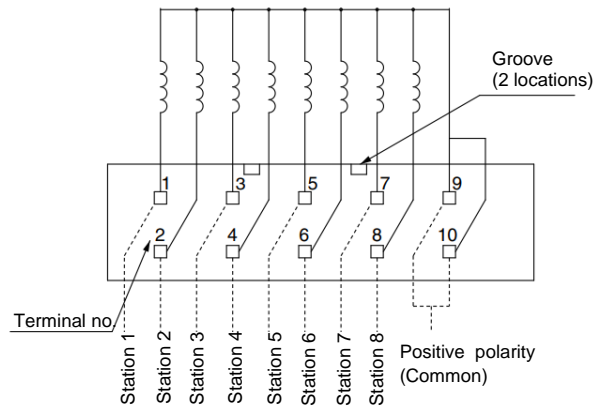 Groove
(2 locations)
1 3 5 7 9
2 4 6 8 10
Terminal no.
Station 1
Station 2
Station 3
Station 4
Station 5
Station 6
Station 7
Station 8
Positive polarity
(Common)